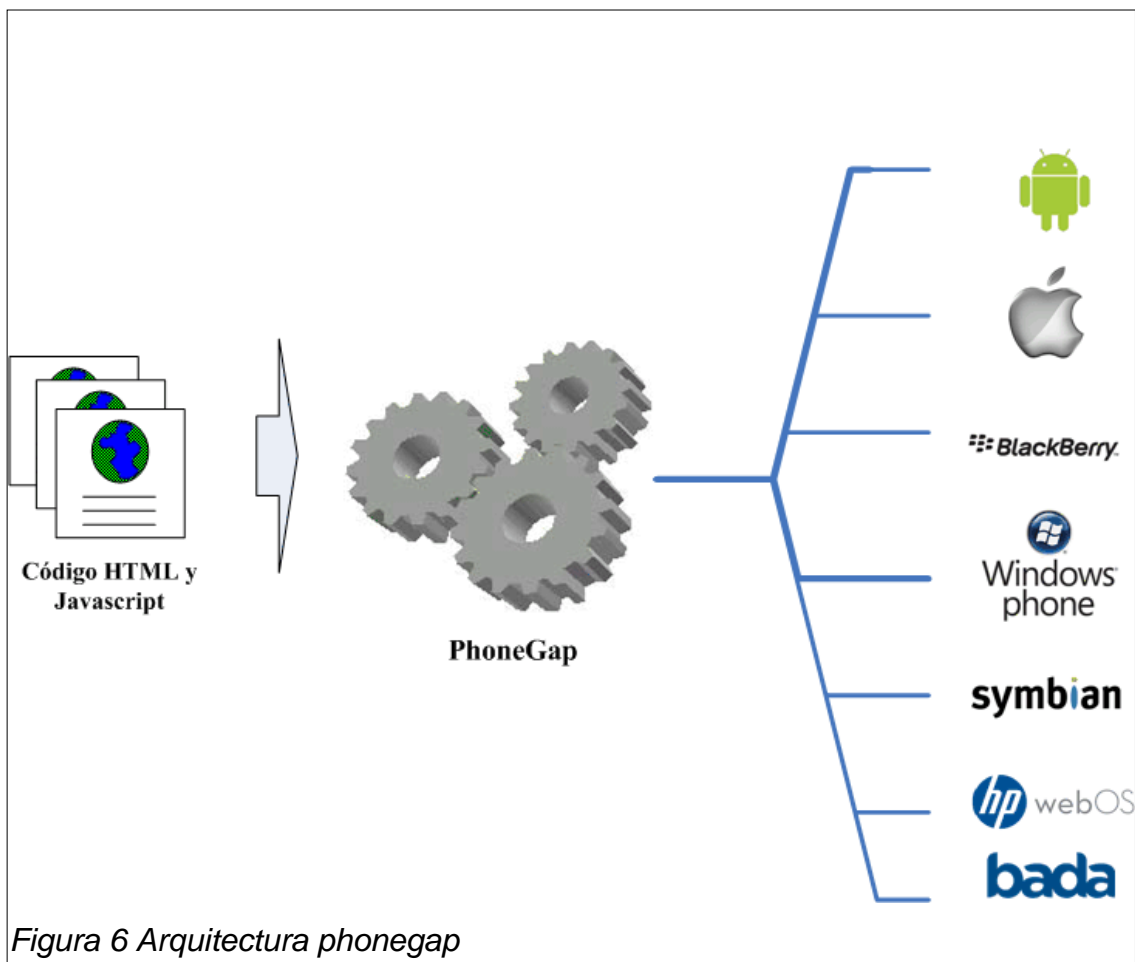 Código HTML y
Javascript
PhoneGap
BlackBerry
Windows
phone
symbian
hp webOS
bada
Figura 6 Arquitectura phonegap